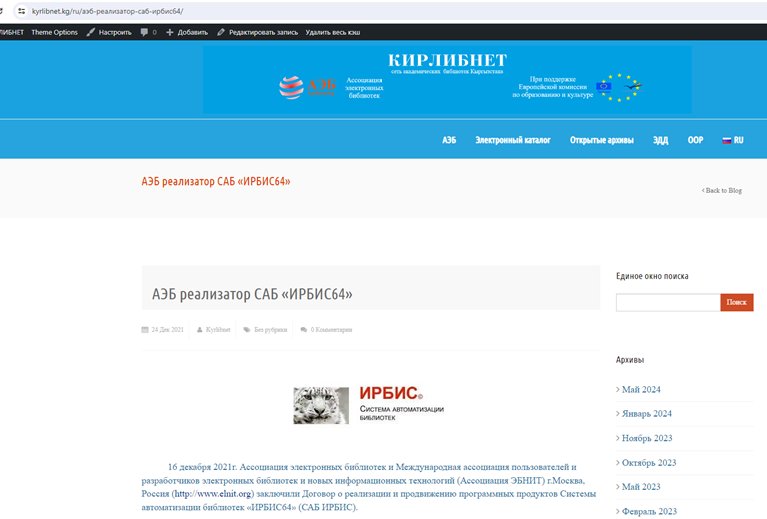 kyrlibnet.kg/ru/аэб-реализатор-саб-ирбис64/
ЛИБНЕТ Theme Options Настроить 0 Добавить Редактировать запись Удалить весь кэш
КИРЛИБНЕТ
сеть академических библиотек Кыргызстана
АЭБ
Ассоциация
электронных
библиотек
При поддержке
Европейской комиссии
по образованию и культуре
АЭБ Электронный каталог Открытые архивы ЭДД ООР RU
АЭБ реализатор САБ «ИРБИС64»
‹ Back to Blog
АЭБ реализатор САБ «ИРБИС64»
24 Дек 2021 Kyrlibnet Без рубрики 0 Комментарии
ИРБИС©
Система автоматизации
библиотек
16 декабря 2021г. Ассоциация электронных библиотек и Международная ассоциация пользователей и
разработчиков электронных библиотек и новых информационных технологий (Ассоциация ЭБНИТ) г.Москва,
Россия (http://www.elnit.org) заключили Договор о реализации и продвижению программных продуктов Системы
автоматизации библиотек «ИРБИС64» (САБ ИРБИС).
Единое окно поиска
Поиск
Архивы
Май 2024
Январь 2024
Ноябрь 2023
Октябрь 2023
Май 2023
Февраль 2023